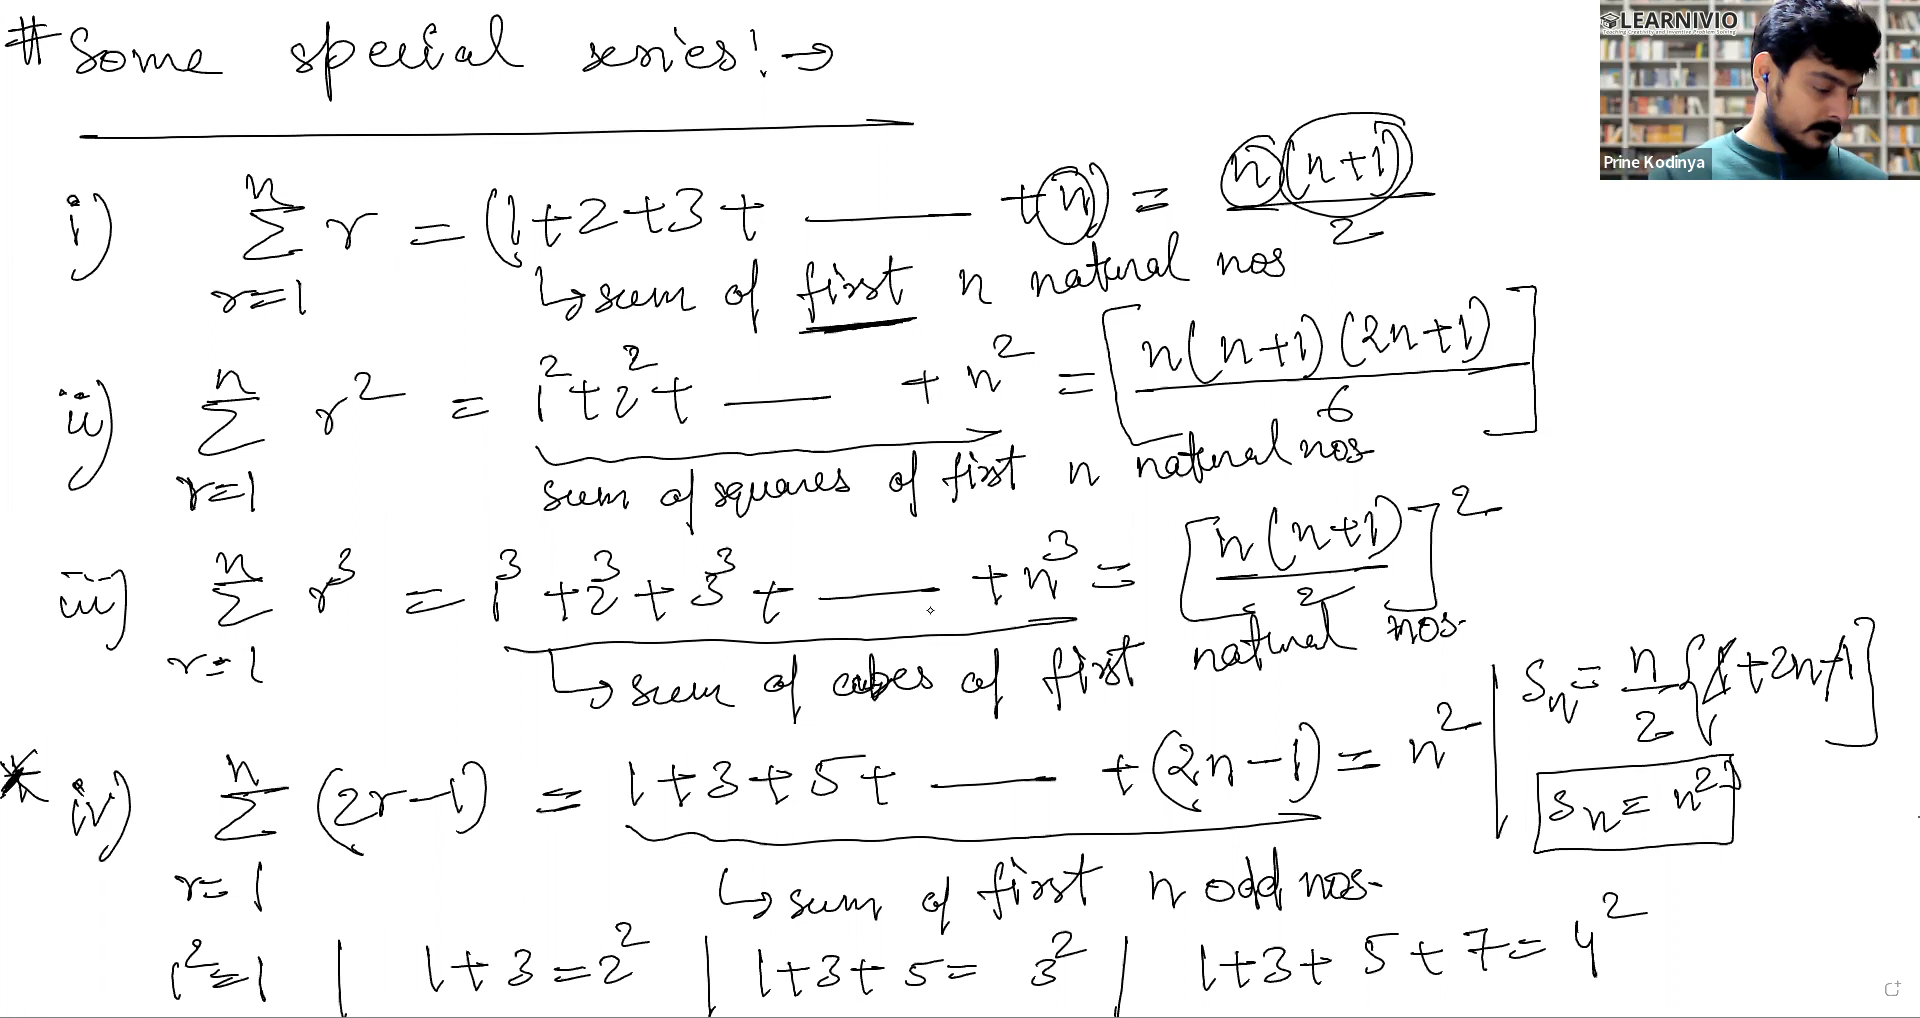 # Some special series! →
LEARNIVIO
Prine Kodinya
i) n∑r=1 r = (1+2+3+ —— +n) = n(n+1)/2
↳ sum of first n natural nos
ii) n∑r=1 r² = 1²+2²+ —— + n² = [n(n+1)(2n+1)/6]
sum of squares of first n natural nos.
iii) n∑r=1 r³ = 1³+2³+3³+ —— +n³ = [n(n+1)/2]²
↳ sum of cubes of first natural nos.
* iv) n∑r=1 (2r-1) = 1+3+5+ —— +(2n-1) = n²
Sn = n/2 [1+2n-1]
Sn = n²
↳ sum of first n odd nos.
1²=1 | 1+3=2² | 1+3+5= 3² | 1+3+5+7= 4²